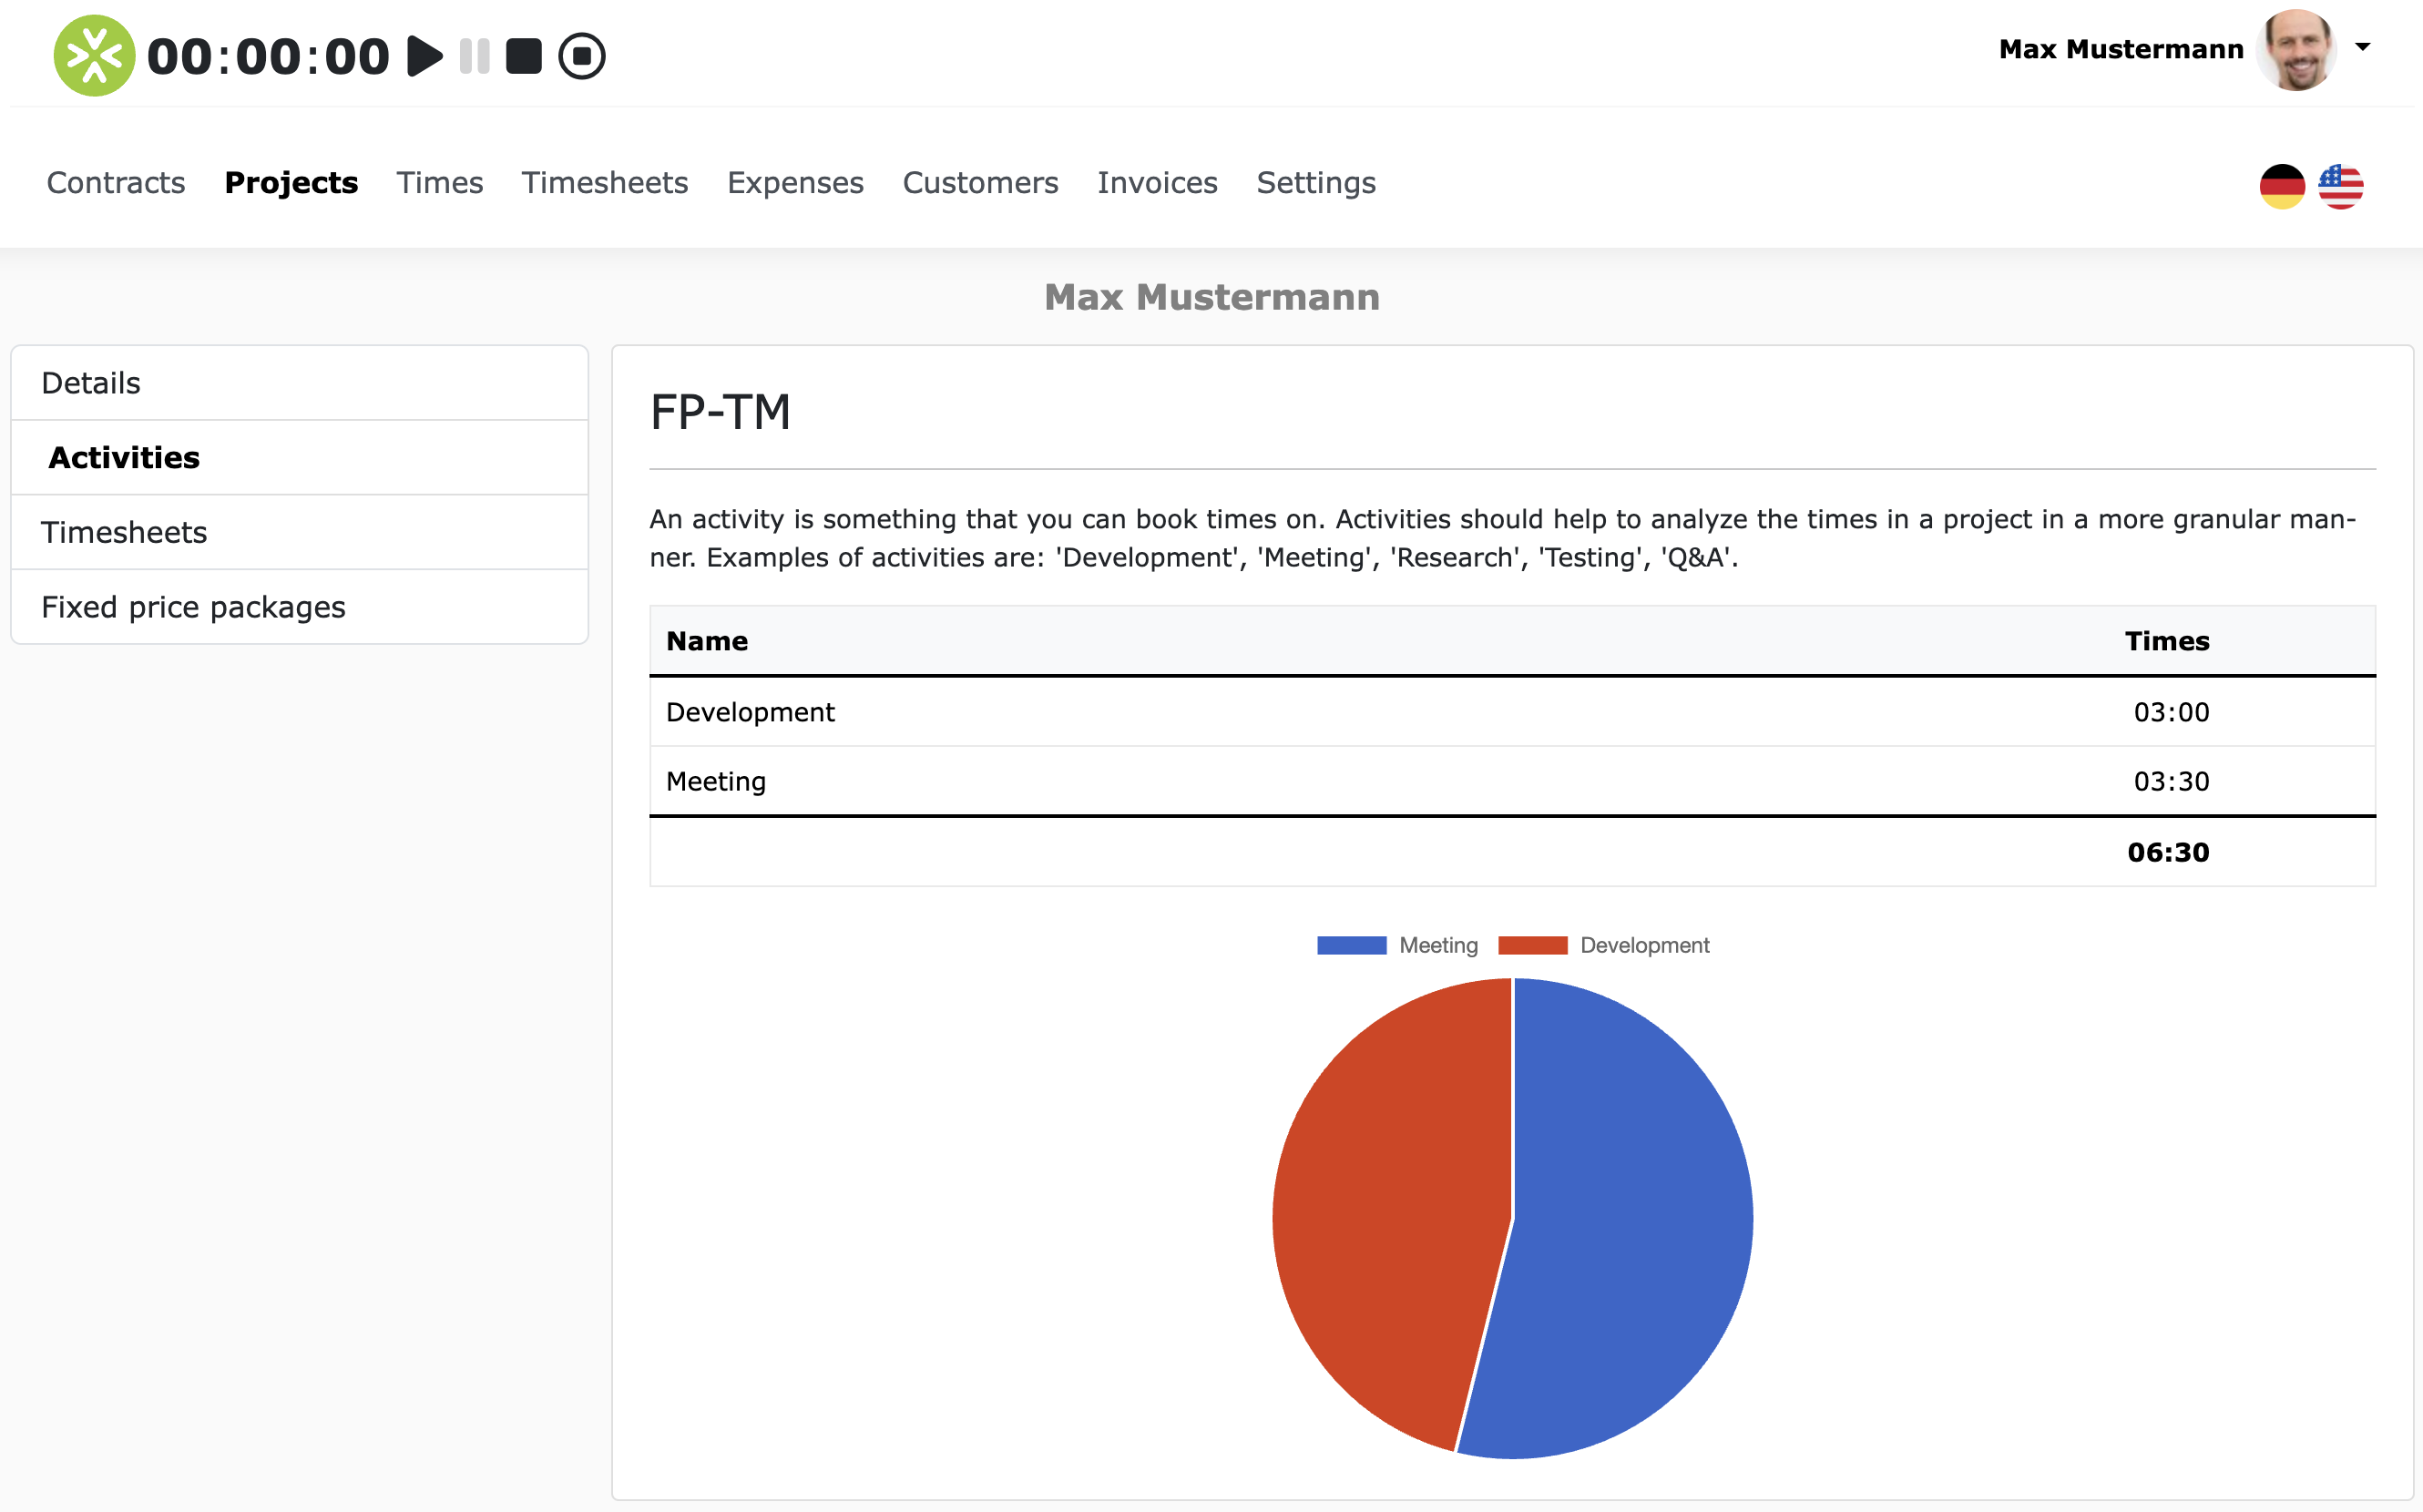 00:00:00
Max Mustermann
Contracts Projects Times Timesheets Expenses Customers Invoices Settings
Max Mustermann
Details
Activities
Timesheets
Fixed price packages
FP-TM
An activity is something that you can book times on. Activities should help to analyze the times in a project in a more granular man-
ner. Examples of activities are: 'Development', 'Meeting', 'Research', 'Testing', 'Q&A'.
Name Times
Development 03:00
Meeting 03:30
06:30
Meeting Development